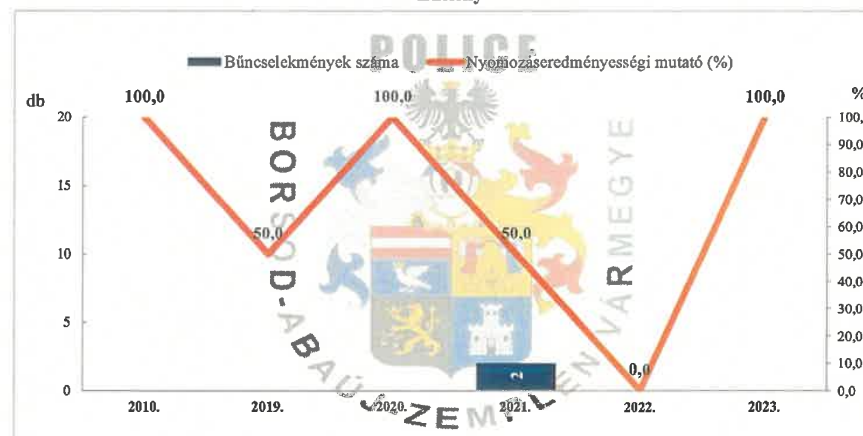 POLICE
Bűncselekmények száma Nyomozáseredményességi mutató (%)
db %
20 100,0 100,0 100,0 100,
90,0
80,0
15
70,0
60,0
50,0 50,0
10 50,0
40,0
30,0
5
20,0
2
10,0
0,0
0 0,0
2010. 2019. 2020. 2021. 2022. 2023.
BORSOD-ABAÚJ-ZEMPLÉN VÁRMEGYE
R